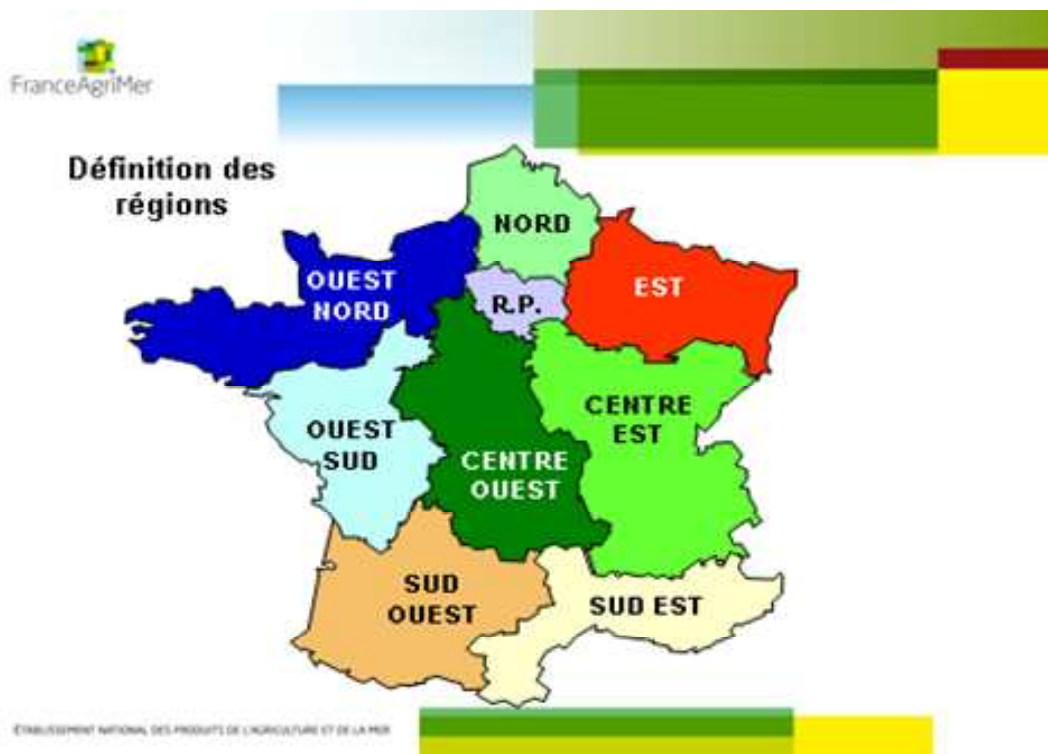 FranceAgriMer
Définition des
régions
NORD
OUEST
NORD
R.P.
EST
OUEST
SUD
CENTRE
OUEST
CENTRE
EST
SUD
OUEST
SUD EST
ÉTABLISSEMENT NATIONAL DES PRODUITS DE L'AGRICULTURE ET DE LA MER